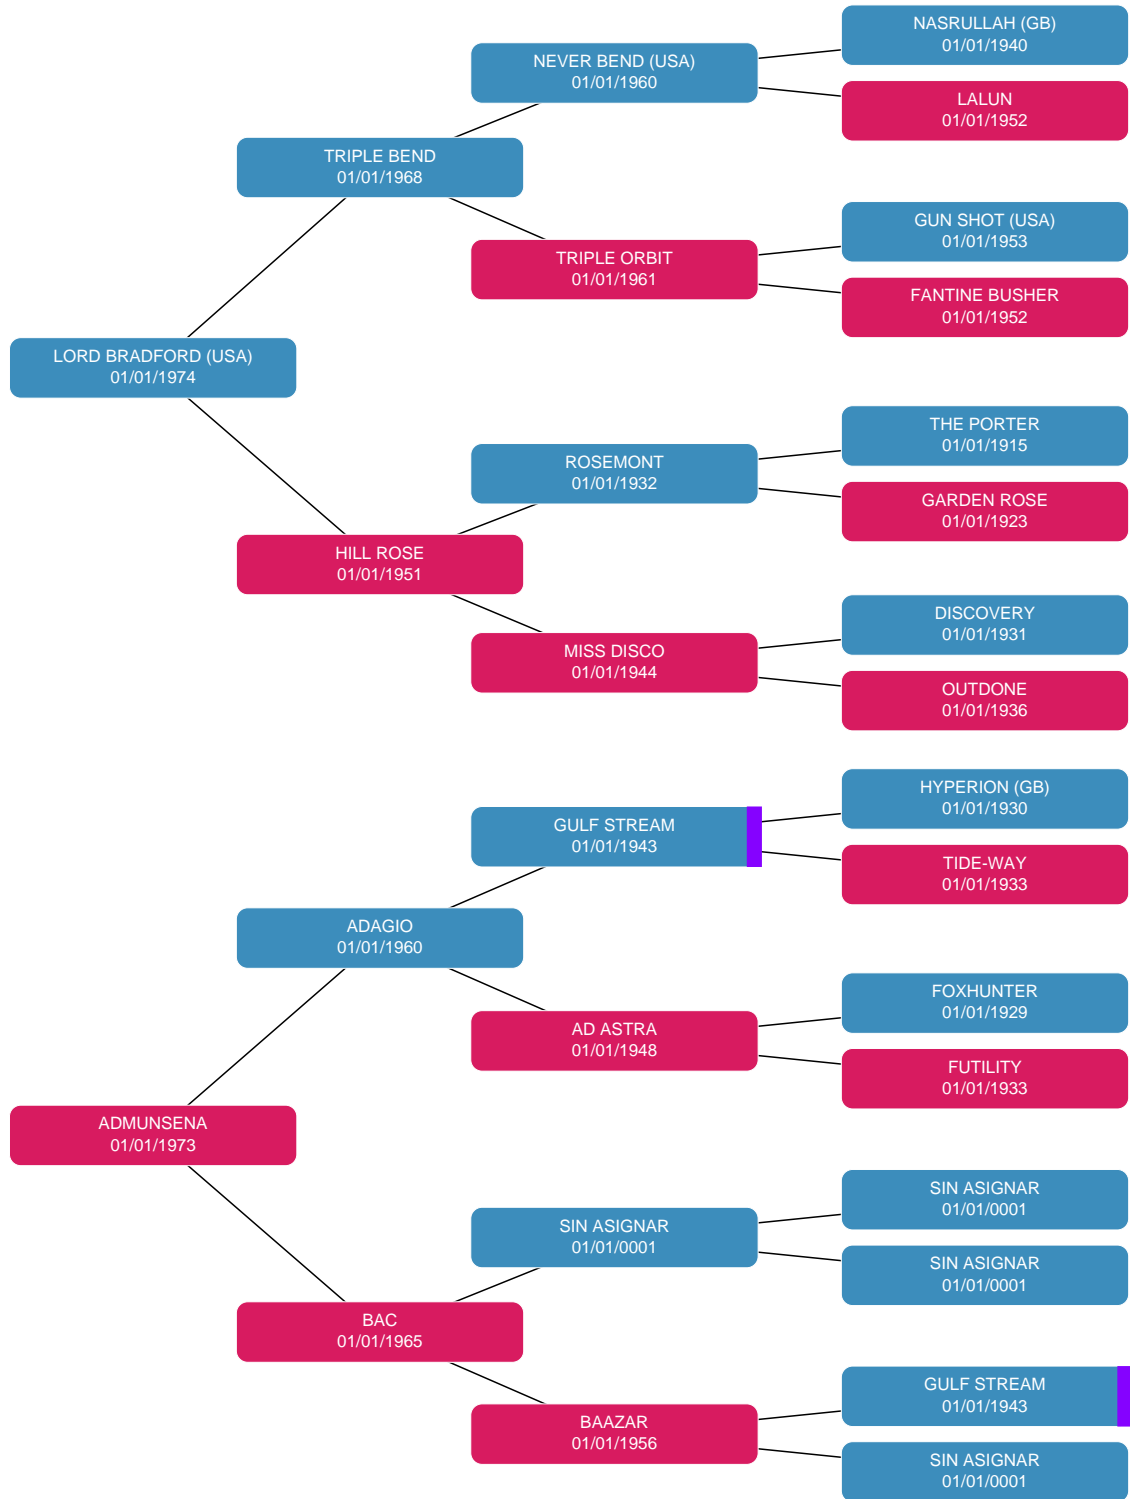 NASRULLAH (GB)
01/01/1940
NEVER BEND (USA)
01/01/1960
LALUN
01/01/1952
TRIPLE BEND
01/01/1968
GUN SHOT (USA)
01/01/1953
TRIPLE ORBIT
01/01/1961
FANTINE BUSHER
01/01/1952
LORD BRADFORD (USA)
01/01/1974
THE PORTER
01/01/1915
ROSEMONT
01/01/1932
GARDEN ROSE
01/01/1923
HILL ROSE
01/01/1951
DISCOVERY
01/01/1931
MISS DISCO
01/01/1944
OUTDONE
01/01/1936
HYPERION (GB)
01/01/1930
GULF STREAM
01/01/1943
TIDE-WAY
01/01/1933
ADAGIO
01/01/1960
FOXHUNTER
01/01/1929
AD ASTRA
01/01/1948
FUTILITY
01/01/1933
ADMUNSENA
01/01/1973
SIN ASIGNAR
01/01/0001
SIN ASIGNAR
01/01/0001
SIN ASIGNAR
01/01/0001
BAC
01/01/1965
GULF STREAM
01/01/1943
BAAZAR
01/01/1956
SIN ASIGNAR
01/01/0001